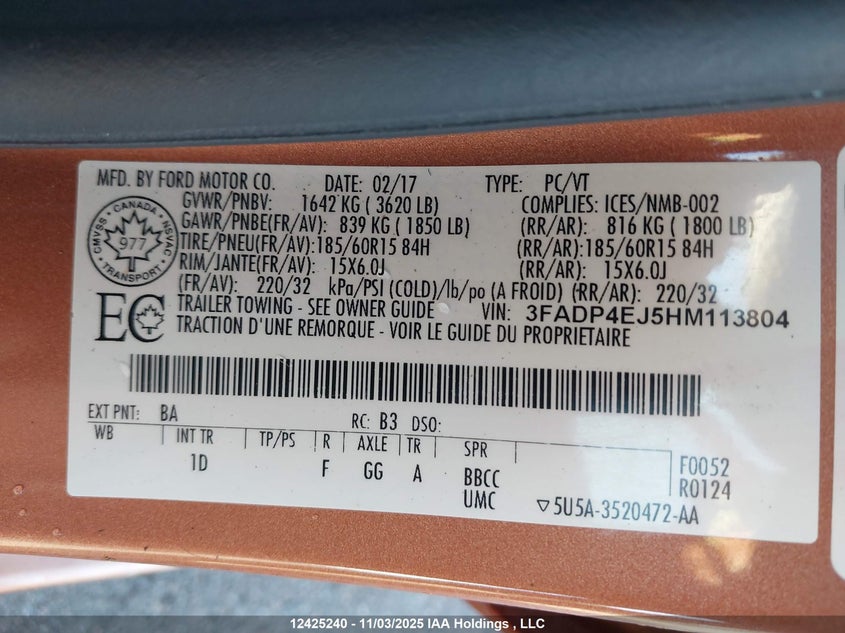 MFD. BY FORD MOTOR CO. DATE: 02/17 TYPE: PC/VT
GVWR/PNBV: 1642 KG ( 3620 LB) COMPLIES: ICES/NMB-002
GAWR/PNBE(FR/AV): 839 KG ( 1850 LB) (RR/AR): 816 KG ( 1800 LB)
TIRE/PNEU(FR/AV):185/60R15 84H (RR/AR):185/60R15 84H
RIM/JANTE(FR/AV): 15X6.0J (RR/AR): 15X6.0J
(FR/AV): 220/32 kPa/PSI (COLD)/lb/po (A FROID) (RR/AR): 220/32
TRAILER TOWING - SEE OWNER GUIDE VIN: 3FADP4EJ5HM113804
TRACTION D'UNE REMORQUE - VOIR LE GUIDE DU PROPRIETAIRE
CANADA
CMVSS NSVAC
977
TRANSPORT
EC
EXT PNT: BA RC: B3 DSO:
WB INT TR TP/PS R AXLE TR SPR
1D F GG A BBCC
UMC
F0052
R0124
▽5U5A-3520472-AA
12425240 - 11/03/2025 IAA Holdings , LLC